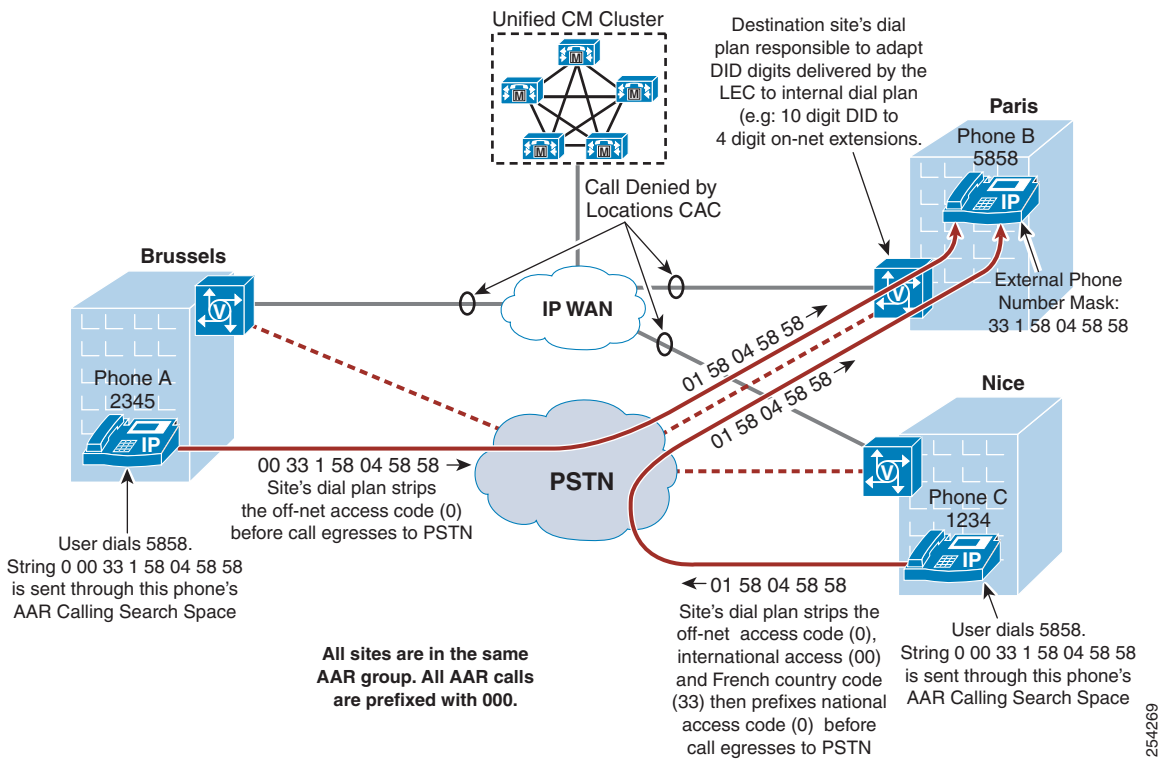 Unified CM Cluster
M
M
M
M
M
Destination site's dial
plan responsible to adapt
DID digits delivered by the
LEC to internal dial plan
(e.g: 10 digit DID to
4 digit on-net extensions.
Paris
Phone B
5858
IP
Call Denied by
Locations CAC
Brussels
V
V
External Phone
Number Mask:
33 1 58 04 58 58
IP WAN
01 58 04 58 58
01 58 04 58 58
Phone A
2345
IP
Nice
V
Phone C
1234
IP
00 33 1 58 04 58 58
Site's dial plan strips
the off-net access code (0)
before call egresses to PSTN
PSTN
User dials 5858.
String 0 00 33 1 58 04 58 58
is sent through this phone's
AAR Calling Search Space
01 58 04 58 58
Site's dial plan strips the
off-net access code (0),
international access (00)
and French country code
(33) then prefixes national
access code (0) before
call egresses to PSTN
User dials 5858.
String 0 00 33 1 58 04 58 58
is sent through this phone's
AAR Calling Search Space
All sites are in the same
AAR group. All AAR calls
are prefixed with 000.
254269